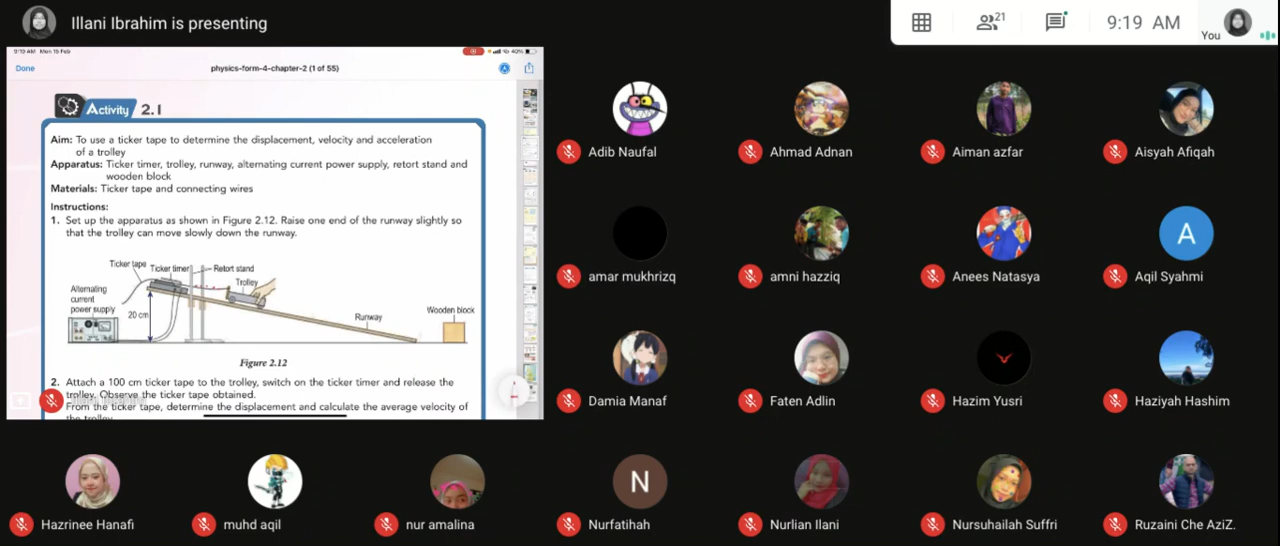 Illani Ibrahim is presenting
21
9:19 AM
You
9:19 AM Mon 15 Feb
40%
Done
physics-form-4-chapter-2 (1 of 55)
Activity 2.1
Aim: To use a ticker tape to determine the displacement, velocity and acceleration
of a trolley
Apparatus: Ticker timer, trolley, runway, alternating current power supply, retort stand and
wooden block
Materials: Ticker tape and connecting wires
Instructions:
1. Set up the apparatus as shown in Figure 2.12. Raise one end of the runway slightly so
that the trolley can move slowly down the runway.
Ticker tape
Ticker timer
Retort stand
Trolley
Alternating
current
power supply
20 cm
Runway
Wooden block
Figure 2.12
2. Attach a 100 cm ticker tape to the trolley, switch on the ticker timer and release the
trolley. Observe the ticker tape obtained.
From the ticker tape, determine the displacement and calculate the average velocity of
the trolley
Adib Naufal
Ahmad Adnan
Aiman azfar
Aisyah Afiqah
amar mukhrizq
amni hazziq
Anees Natasya
A
Aqil Syahmi
Damia Manaf
Faten Adlin
Hazim Yusri
Haziyah Hashim
Hazrinee Hanafi
muhd aqil
nur amalina
N
Nurfatihah
Nurlian Ilani
Nursuhailah Suffri
Ruzaini Che AziZ.